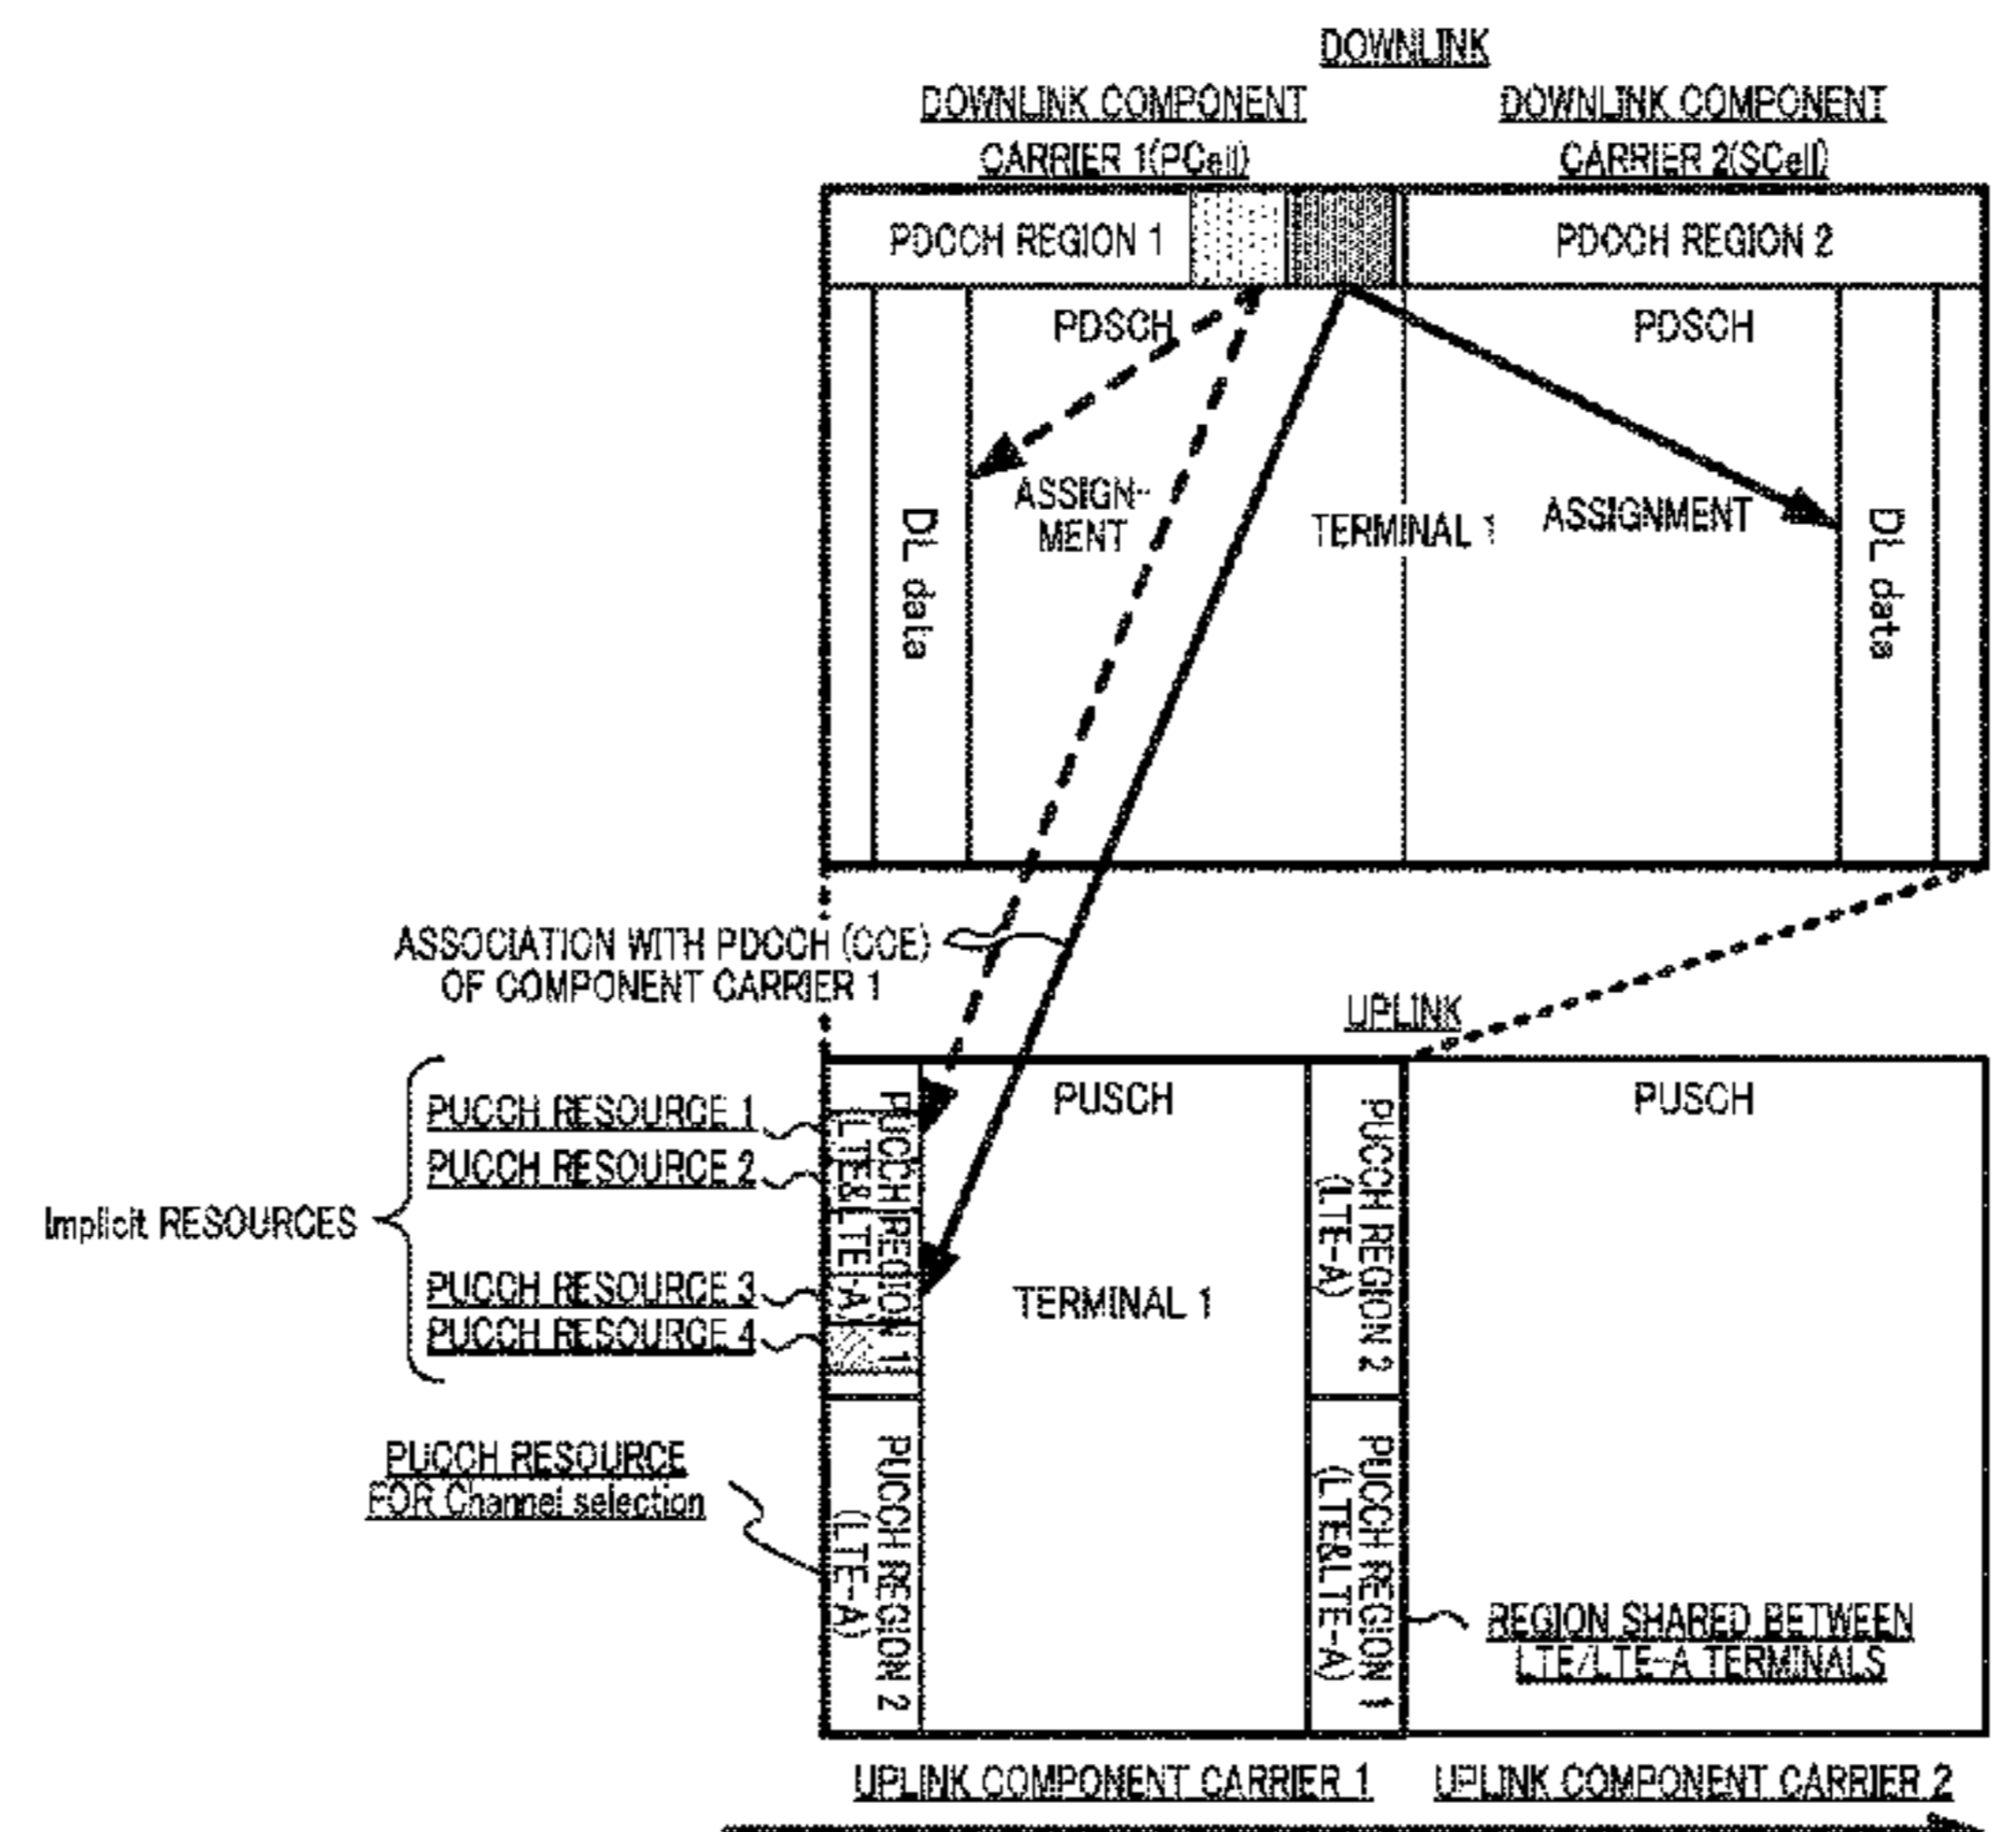 DOWNLINK
DOWNLINK COMPONENT
CARRIER 1(PCell)
DOWNLINK COMPONENT
CARRIER 2(SCell)
PDCCH REGION 1
PDCCH REGION 2
PDSCH
PDSCH
ASSIGN-
MENT
TERMINAL 1
ASSIGNMENT
DL data
DL data
ASSOCIATION WITH PDCCH (CCE)
OF COMPONENT CARRIER 1
UPLINK
PUCCH RESOURCE 1
PUCCH RESOURCE 2
Implicit RESOURCES
PUCCH RESOURCE 3
PUCCH RESOURCE 4
PUCCH REGION 1
(LTE&LTE-A)
PUSCH
PUCCH REGION 2
(LTE-A)
PUSCH
TERMINAL 1
PUCCH RESOURCE
FOR Channel selection
PUCCH REGION 2
(LTE-A)
PUCCH REGION 1
(LTE&LTE-A)
REGION SHARED BETWEEN
LTE/LTE-A TERMINALS
UPLINK COMPONENT CARRIER 1
UPLINK COMPONENT CARRIER 2